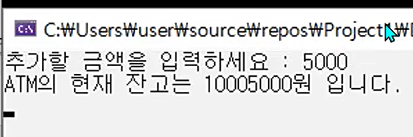 C:₩Users₩user₩source₩repos₩Project1₩D
추가할 금액을 입력하세요 : 5000
ATM의 현재 잔고는 10005000원 입니다.